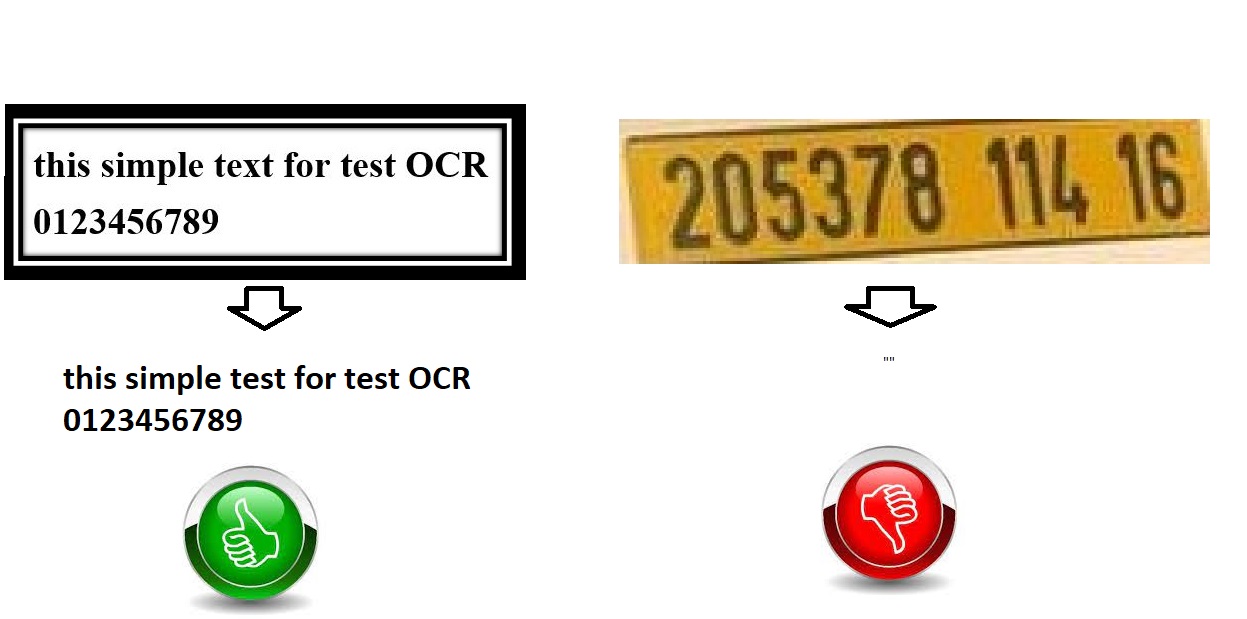 this simple text for test OCR
0123456789
this simple test for test OCR
0123456789
205378 114 16
""